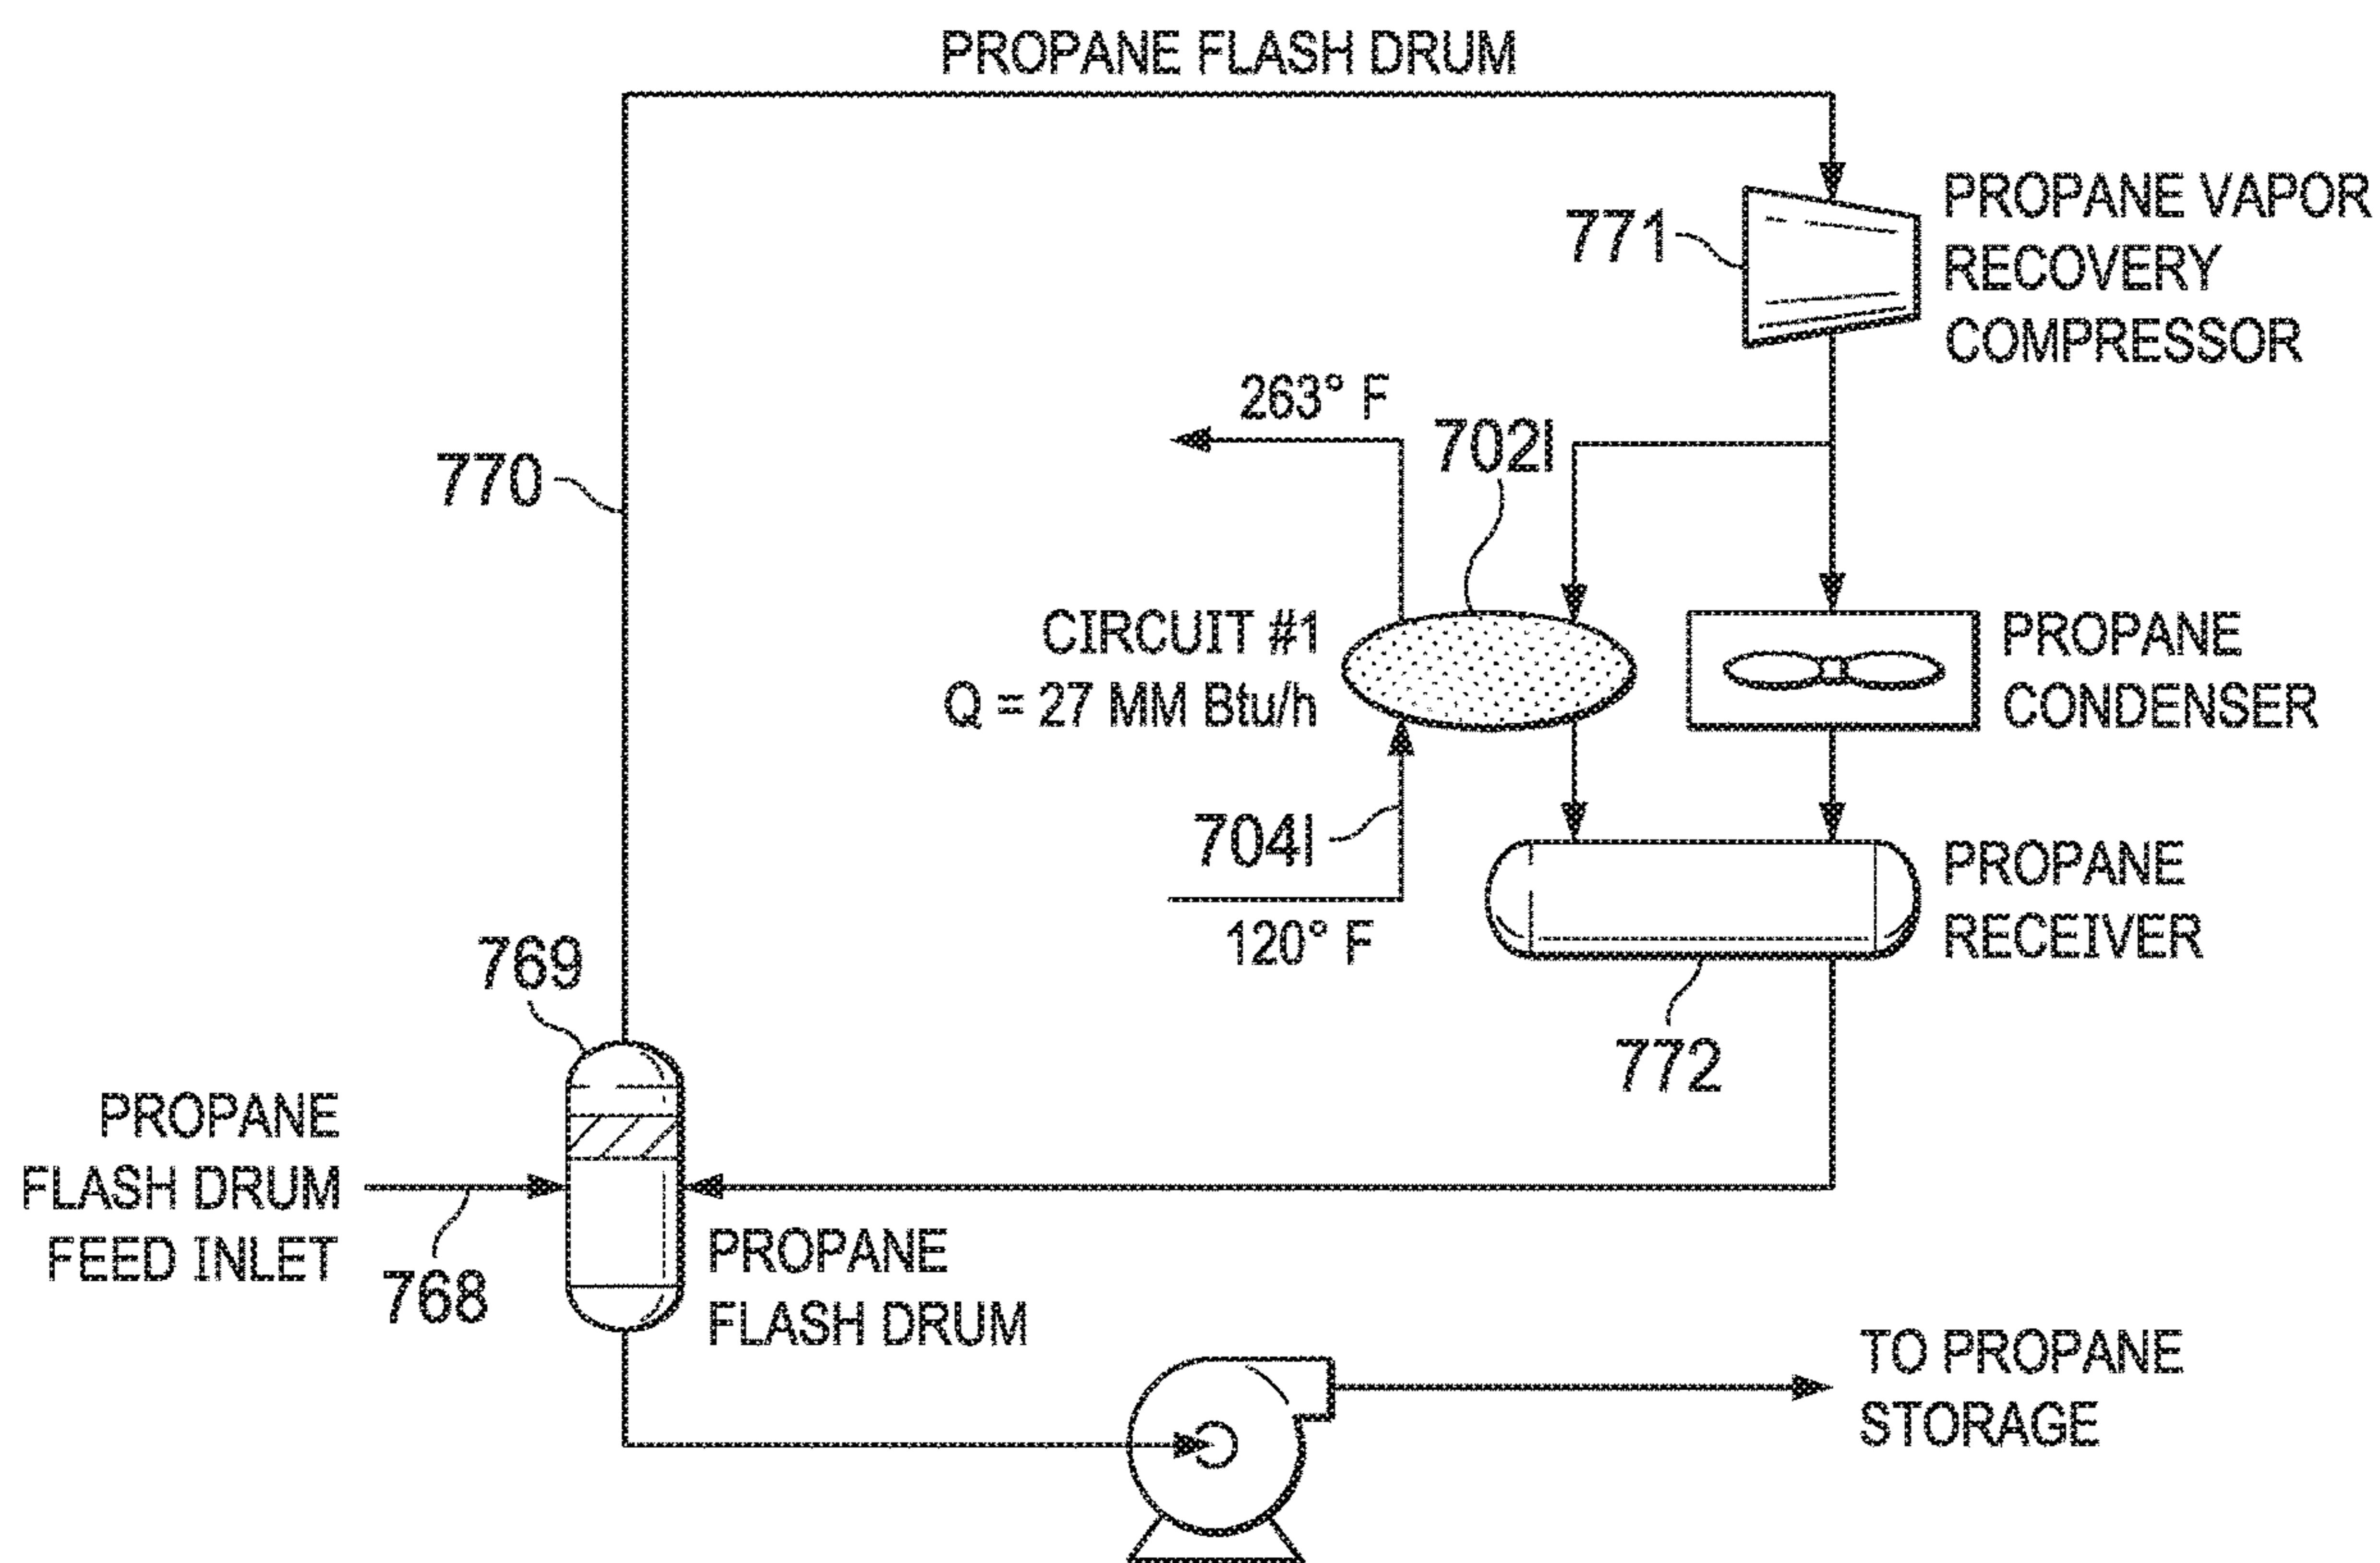 PROPANE FLASH DRUM
771
PROPANE VAPOR
RECOVERY
COMPRESSOR
263° F
702I
770
CIRCUIT #1
Q = 27 MM Btu/h
PROPANE
CONDENSER
704I
120° F
PROPANE
RECEIVER
769
772
PROPANE
FLASH DRUM
FEED INLET
768
PROPANE
FLASH DRUM
TO PROPANE
STORAGE